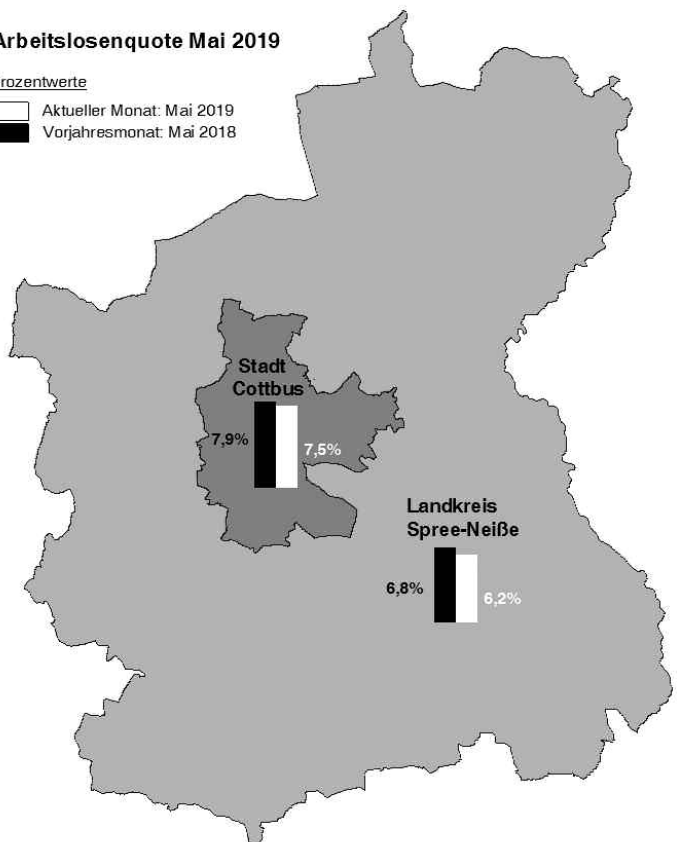 Arbeitslosenquote Mai 2019
rozentwerte
Aktueller Monat: Mai 2019
Vorjahresmonat: Mai 2018
Stadt
Cottbus
7,9%
7,5%
Landkreis
Spree-Neiße
6,8%
6,2%